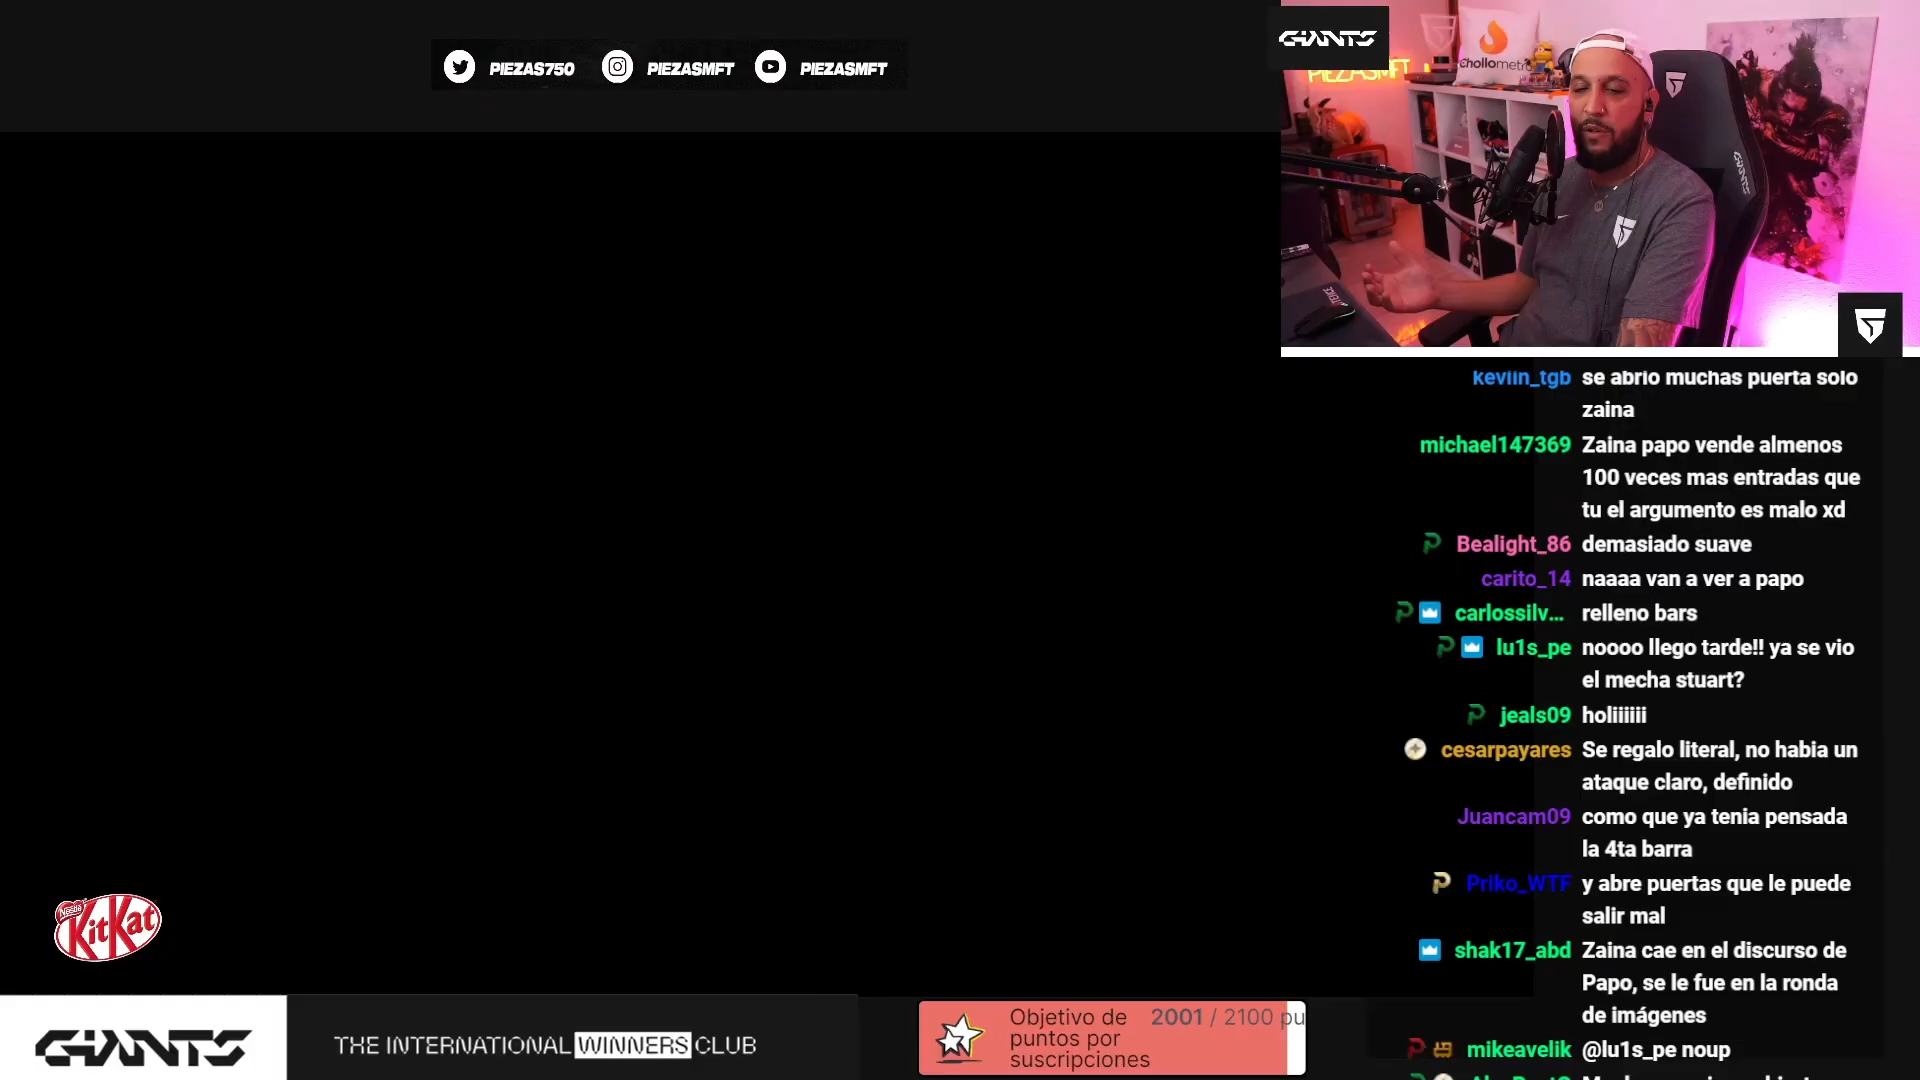 PIEZAS750 PIEZASMFT PIEZASMFT
GIANTS
PIEZASMFT
Chollometro
GIANTS
keviin_tgb se abrio muchas puerta solo
zaina
michael147369 Zaina papo vende almenos
100 veces mas entradas que
tu el argumento es malo xd
Bealight_86 demasiado suave
carito_14 naaaa van a ver a papo
carlossilv... relleno bars
lu1s_pe noooo llego tarde!! ya se vio
el mecha stuart?
jeals09 holiiiiii
cesarpayares Se regalo literal, no habia un
ataque claro, definido
Juancam09 como que ya tenia pensada
la 4ta barra
Priko_WTF y abre puertas que le puede
salir mal
shak17_abd Zaina cae en el discurso de
Papo, se le fue en la ronda
de imágenes
mikeavelik @lu1s_pe noup
Nestlé
KitKat
GIANTS
THE INTERNATIONAL WINNERS CLUB
Objetivo de
puntos por
suscripciones
2001 / 2100 pu